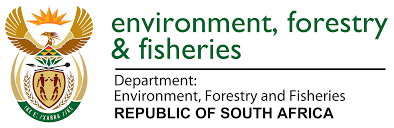 environment, forestry
& fisheries
Department:
Environment, Forestry and Fisheries
REPUBLIC OF SOUTH AFRICA